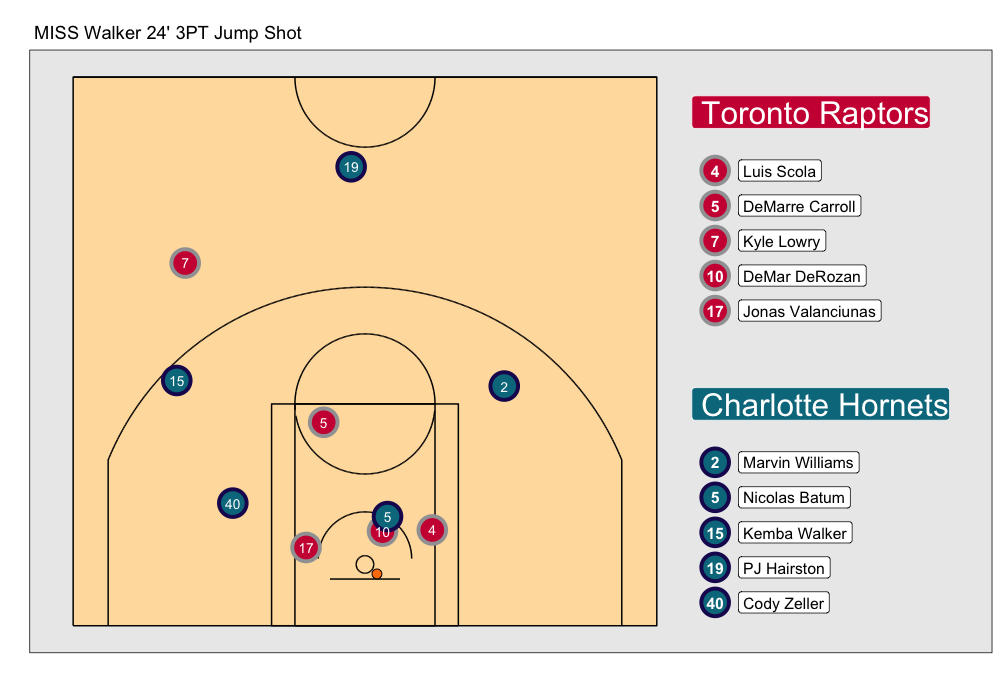 MISS Walker 24' 3PT Jump Shot
Toronto Raptors
4 Luis Scola
5 DeMarre Carroll
7 Kyle Lowry
10 DeMar DeRozan
17 Jonas Valanciunas
Charlotte Hornets
2 Marvin Williams
5 Nicolas Batum
15 Kemba Walker
19 PJ Hairston
40 Cody Zeller
19
7
15
2
5
40
5
10
4
17